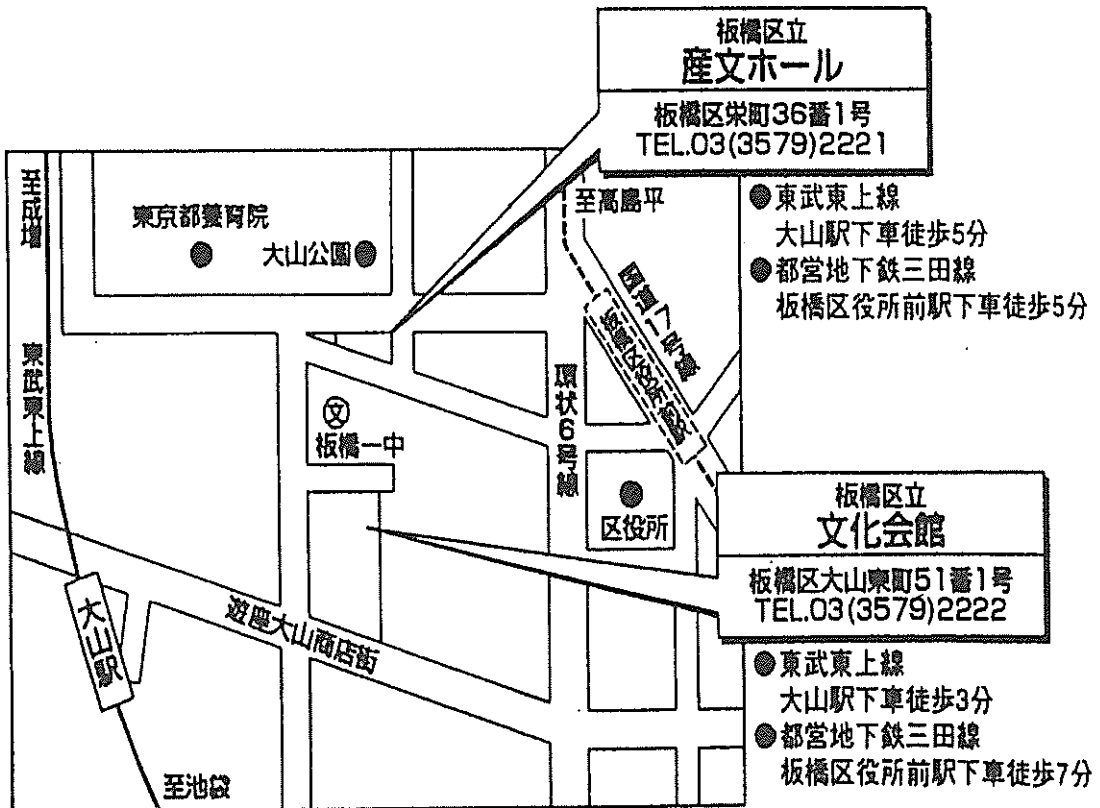 板橋区立
産文ホール
板橋区栄町36番1号
TEL.03(3579)2221
●東武東上線
大山駅下車徒歩5分
●都営地下鉄三田線
板橋区役所前駅下車徒歩5分
至成増
東武東上線
東京都養育院
大山公園
至高島平
国道17号線
板橋区役所前駅
環状6号線
文
板橋一中
区役所
遊座大山商店街
大山駅
至池袋
板橋区立
文化会館
板橋区大山東町51番1号
TEL.03(3579)2222
●東武東上線
大山駅下車徒歩3分
●都営地下鉄三田線
板橋区役所前駅下車徒歩7分